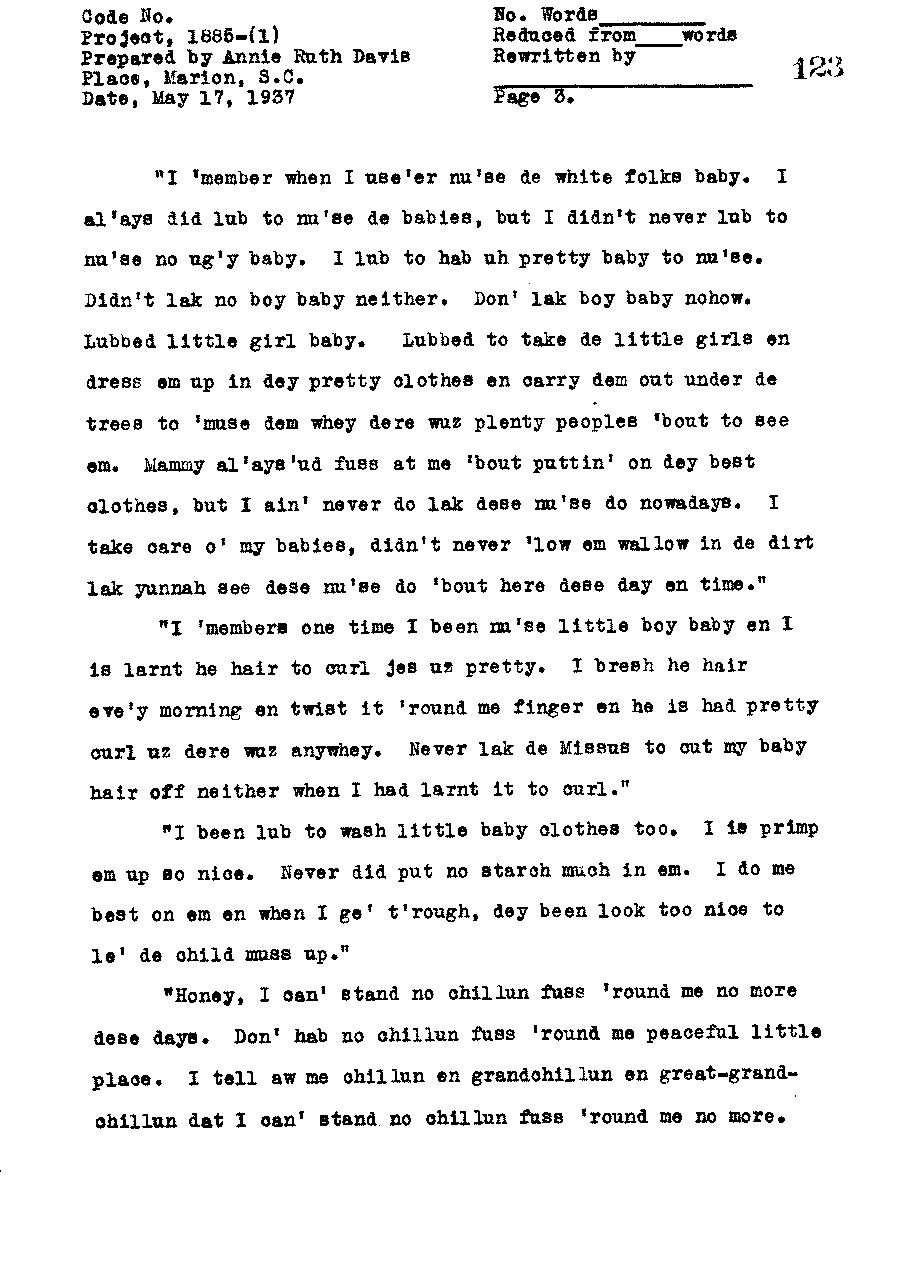 Code No.
Project, 1885-(1)
Prepared by Annie Ruth Davis
Place, Marion, S.C.
Date, May 17, 1937
No. Words
Reduced from____words
Rewritten by
123
Page 3.
"I 'member when I use'er nu'se de white folks baby. I
al'ays did lub to nu'se de babies, but I didn't never lub to
nu'se no ug'y baby. I lub to hab uh pretty baby to nu'se.
Didn't lak no boy baby neither. Don' lak boy baby nohow.
Lubbed little girl baby. Lubbed to take de little girls en
dress em up in dey pretty clothes en carry dem out under de
trees to 'muse dem whey dere wuz plenty peoples 'bout to see
em. Mammy al'ays'ud fuss at me 'bout puttin' on dey best
clothes, but I ain' never do lak dese nu'se do nowadays. I
take care o' my babies, didn't never 'low em wallow in de dirt
lak yunnah see dese nu'se do 'bout here dese day en time."
"I 'members one time I been nu'se little boy baby en I
is larnt he hair to curl jes uz pretty. I bresh he hair
eve'y morning en twist it 'round me finger en he is had pretty
curl uz dere wuz anywhey. Never lak de Missus to cut my baby
hair off neither when I had larnt it to curl."
"I been lub to wash little baby clothes too. I is primp
em up so nice. Never did put no starch much in em. I do me
best on em en when I ge' t'rough, dey been look too nice to
le' de child muss up."
"Honey, I can' stand no chillun fuss 'round me no more
dese days. Don' hab no chillun fuss 'round me peaceful little
place. I tell aw me chillun en grandchillun en great-grand-
chillun dat I can' stand no chillun fuss 'round me no more.